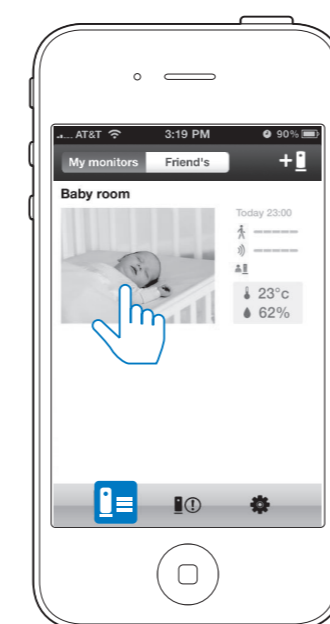 .... AT&T 3:19 PM 90%
My monitors Friend's +
Baby room
Today 23:00
23°c
62%